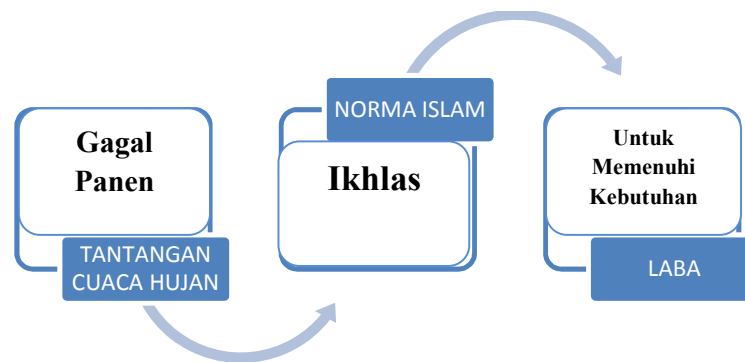 Gagal
Panen
TANTANGAN
CUACA HUJAN
NORMA ISLAM
Ikhlas
Untuk
Memenuhi
Kebutuhan
LABA